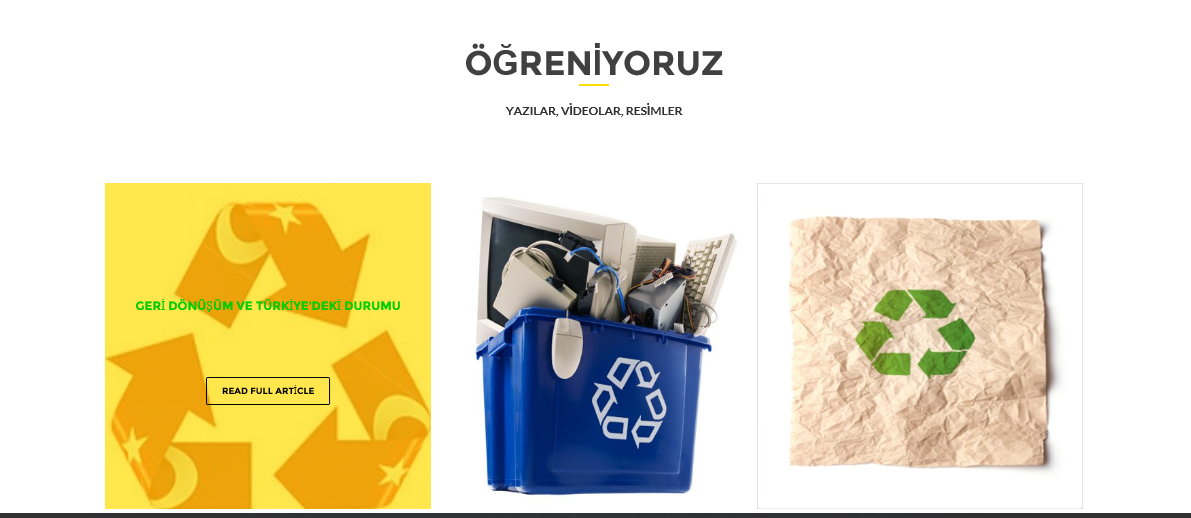 ÖĞRENİYORUZ
YAZILAR, VİDEOLAR, RESİMLER
GERİ DÖNÜŞÜM VE TÜRKİYE'DEKİ DURUMU
READ FULL ARTİCLE